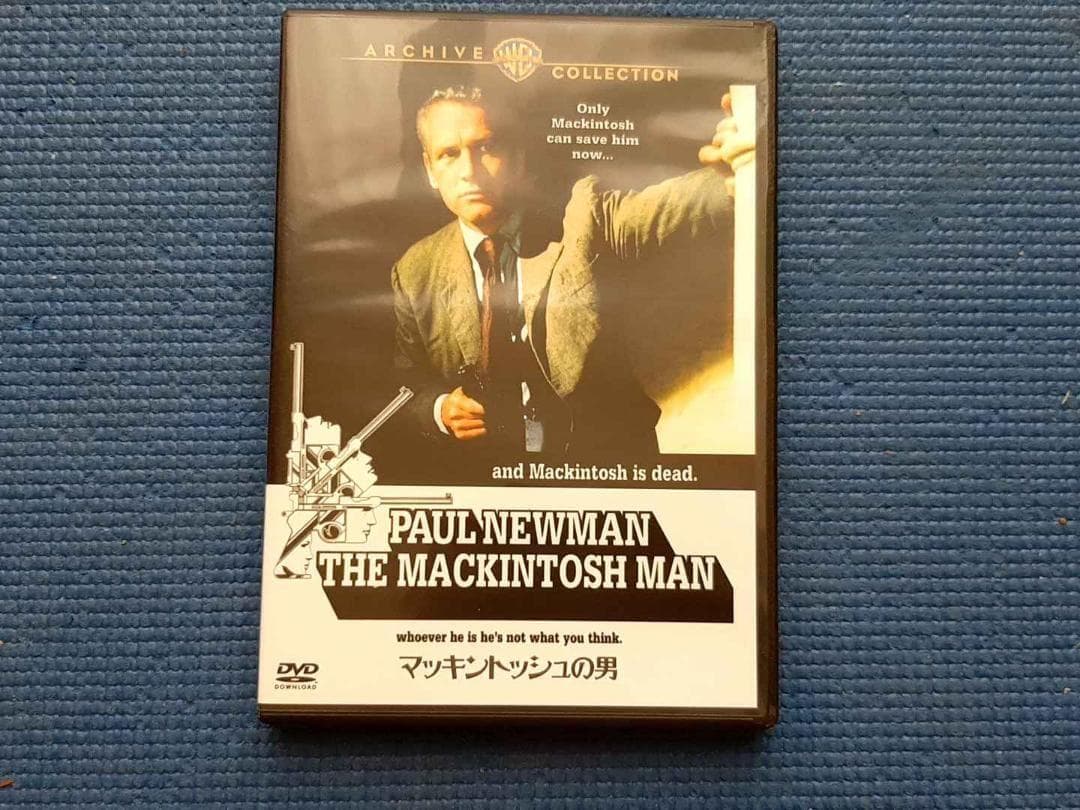 ARCHIVE WB COLLECTION
Only
Mackintosh
can save him
now...
and Mackintosh is dead.
PAUL NEWMAN
THE MACKINTOSH MAN
whoever he is he's not what you think.
マッキントッシュの男
DVD
DOWNLOAD